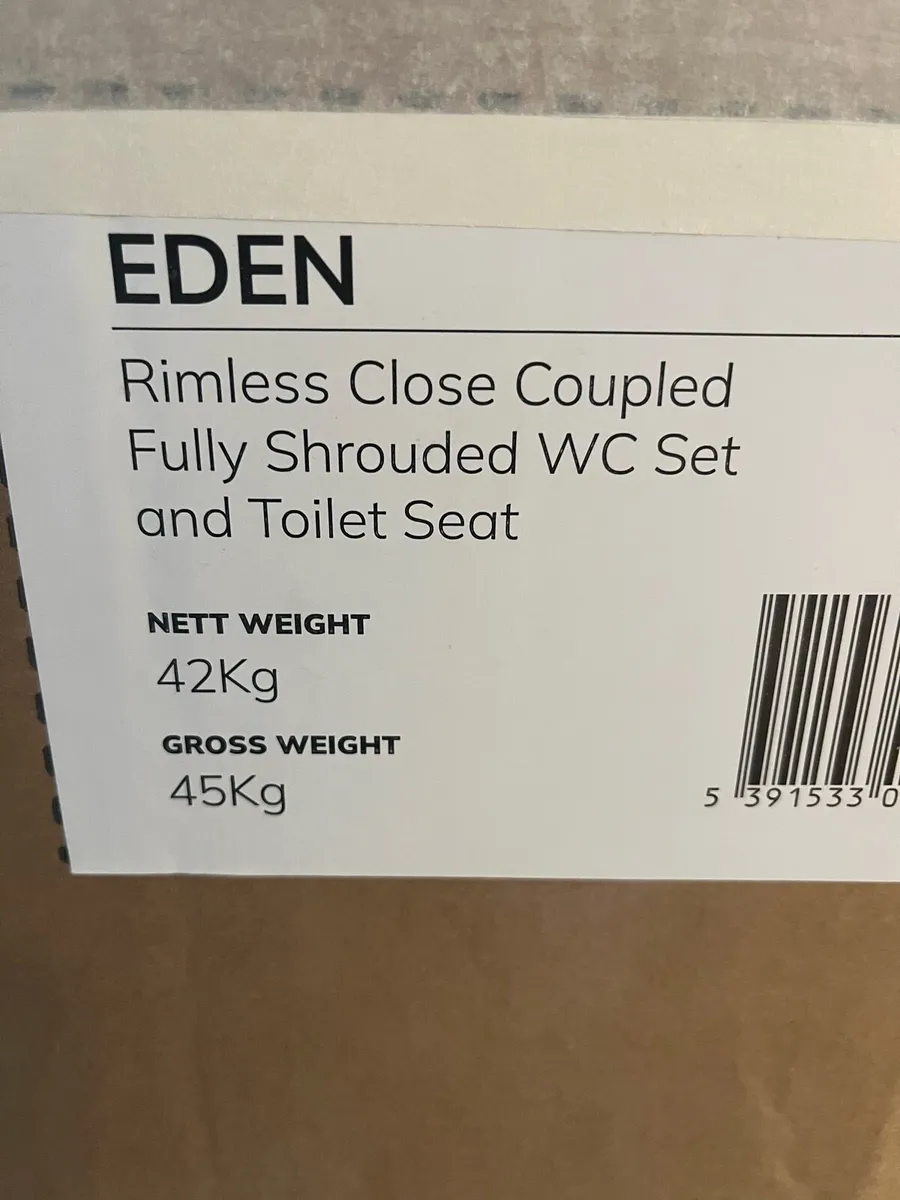 EDEN
Rimless Close Coupled
Fully Shrouded WC Set
and Toilet Seat
NETT WEIGHT
42Kg
GROSS WEIGHT
45Kg
5 391533 0